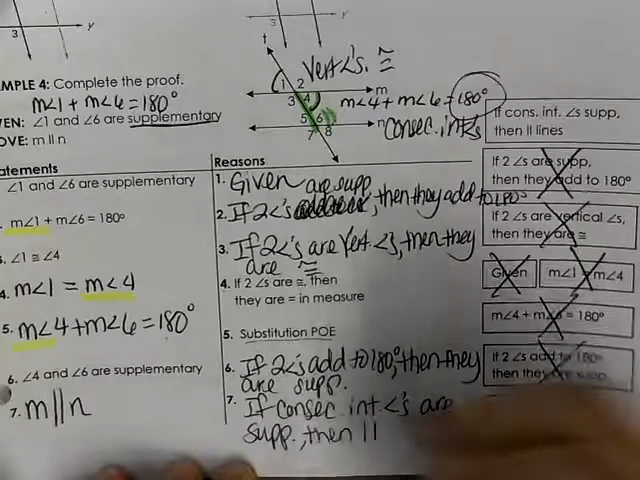 3
y
3
y
MPLE 4: Complete the proof.
m∠1 + m∠6 = 180°
VEN: ∠1 and ∠6 are supplementary
OVE: m ll n
t
Vert∠'s. ≅
1 2
m
3 4
m∠4 + m∠6 = 180°
5 6
n
consec. int∠s
7 8
If cons. int. ∠s supp,
then ll lines
If 2 ∠s are supp,
then they add to 180°
If 2 ∠s are vertical ∠s,
then they are ≅
Given
m∠1 = m∠4
m∠4 + m∠6 = 180°
If 2 ∠s add to 180°
then they are supp
atements
Reasons
∠1 and ∠6 are supplementary
1. Given
are supp.
m∠1 + m∠6 = 180°
2. If 2∠'s , then they add to 180°
. ∠1 ≅ ∠4
3. If 2∠'s are Vert ∠'s, then they
are ≅
4. m∠1 = m∠4
4. If 2 ∠s are ≅, Then
they are = in measure
5. m∠4 + m∠6 = 180°
5. Substitution POE
6. ∠4 and ∠6 are supplementary
6. If 2∠'s add to 180°, then they
are supp.
7. m||n
7. If consec. int ∠'s are
supp., then ||